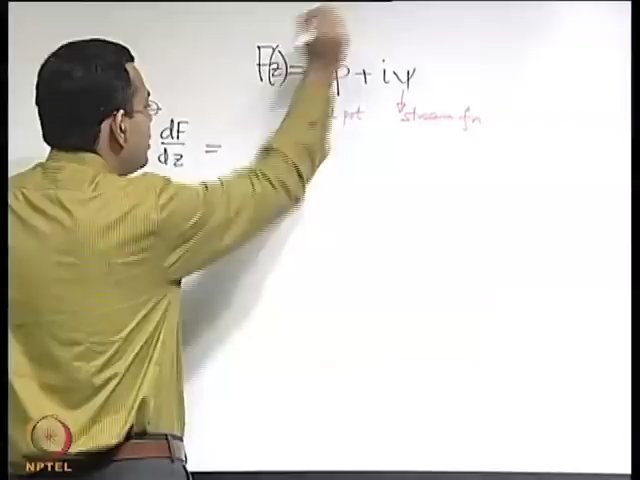 F(z) = φ + iψ
pot stream fn
dF/dz =
NPTEL